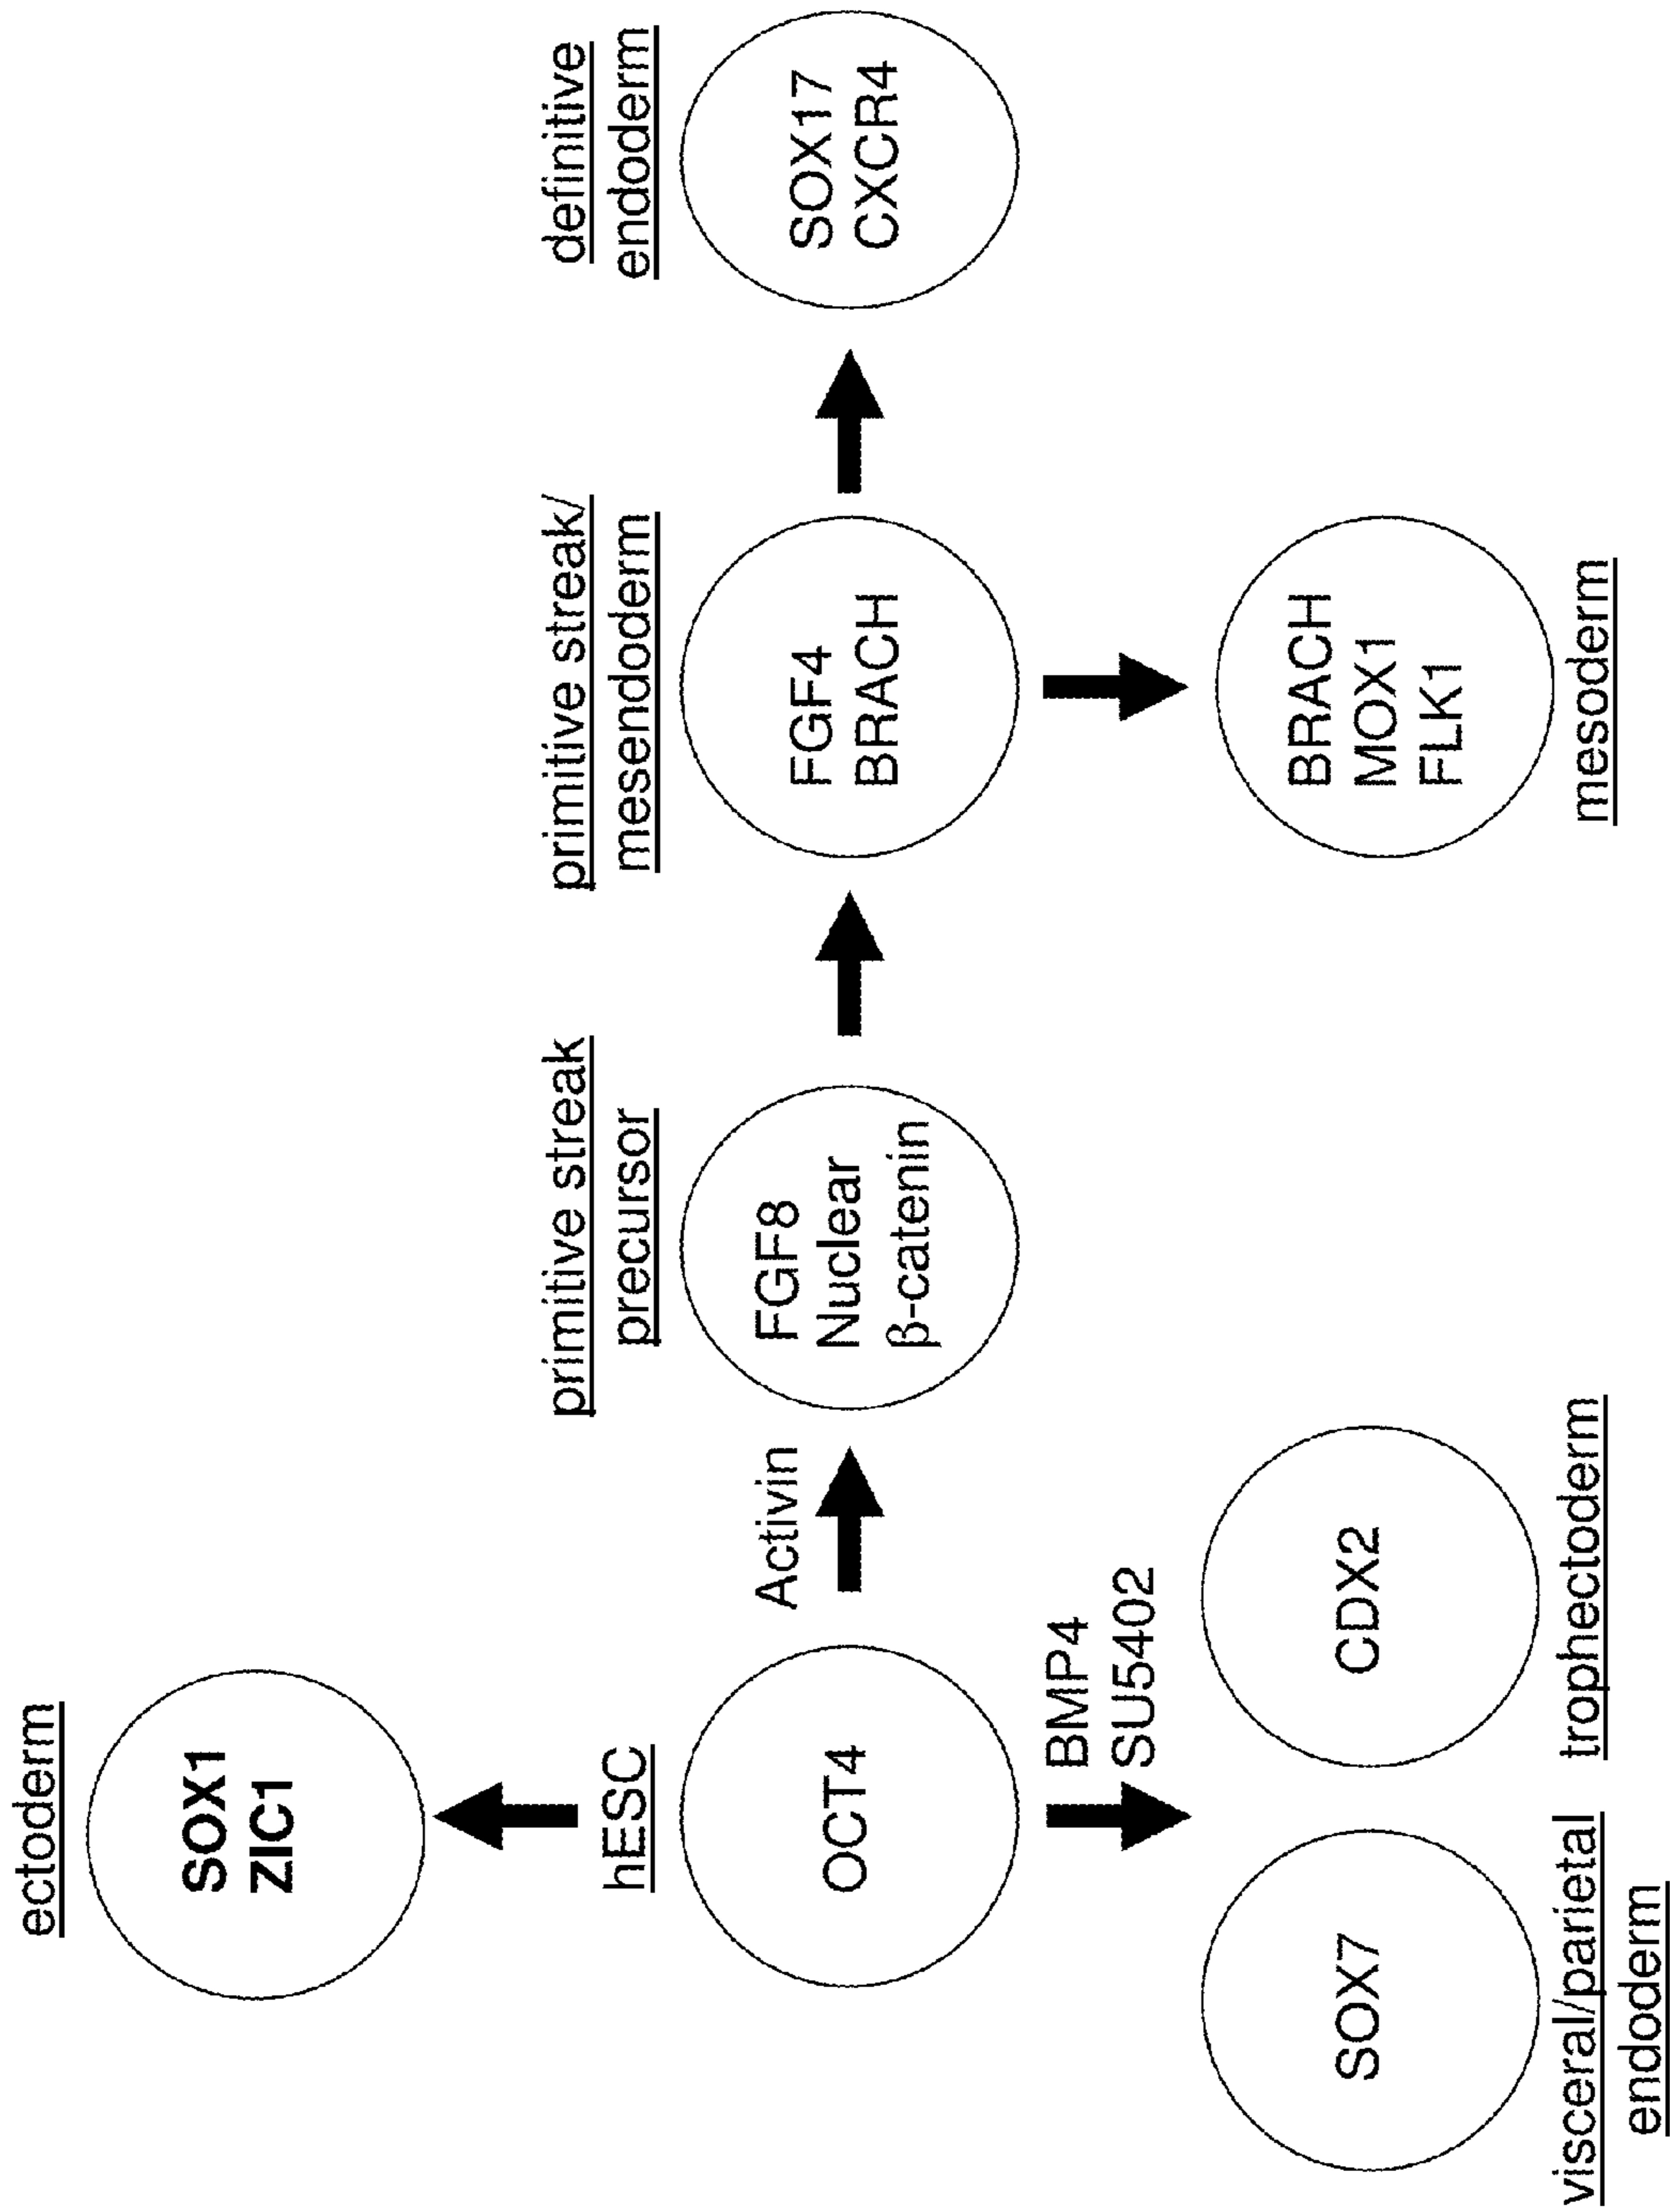 ectoderm
SOX1
ZIC1
hESC
OCT4
Activin
primitive streak
precursor
FGF8
Nuclear
β-catenin
primitive streak/
mesendoderm
FGF4
BRACH
definitive
endoderm
SOX17
CXCR4
BMP4
SU5402
SOX7
visceral/parietal
endoderm
CDX2
trophectoderm
BRACH
MOX1
FLK1
mesoderm